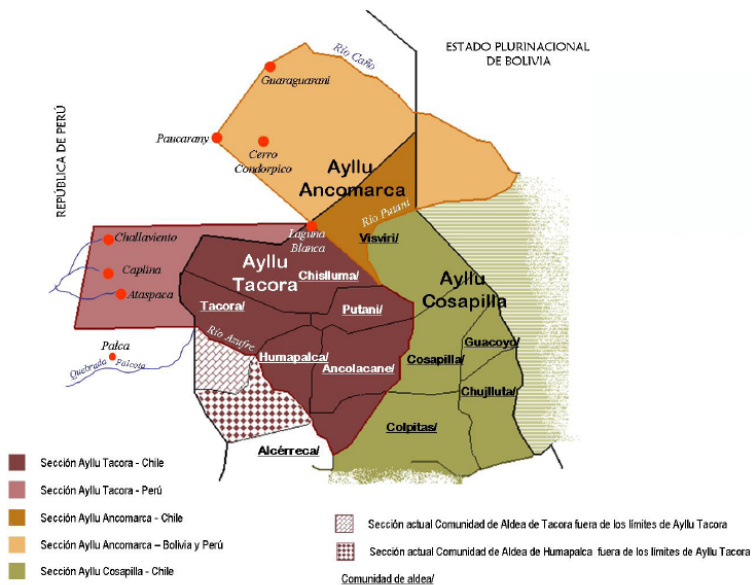 ESTADO PLURINACIONAL
DE BOLIVIA
REPÚBLICA DE PERÚ
Río Caño
Guaraguarani
Paucarany
Cerro
Condorpico
Ayllu
Ancomarca
Río Putani
Visviri/
Laguna
Blanca
Challaviento
Caplina
Ataspaca
Ayllu
Tacora
Chislluma/
Ayllu
Cosapilla
Tacora/
Putani/
Río Azufre
Palca
Quebrada Palcota
Humapalca/
Ancolacane/
Cosapilla/
Guacoyo/
Chujlluta/
Colpitas/
Alcérreca/
Sección Ayllu Tacora - Chile
Sección Ayllu Tacora - Perú
Sección Ayllu Ancomarca - Chile
Sección Ayllu Ancomarca – Bolivia y Perú
Sección Ayllu Cosapilla - Chile
Sección actual Comunidad de Aldea de Tacora fuera de los límites de Ayllu Tacora
Sección actual Comunidad de Aldea de Humapalca fuera de los límites de Ayllu Tacora
Comunidad de aldea/